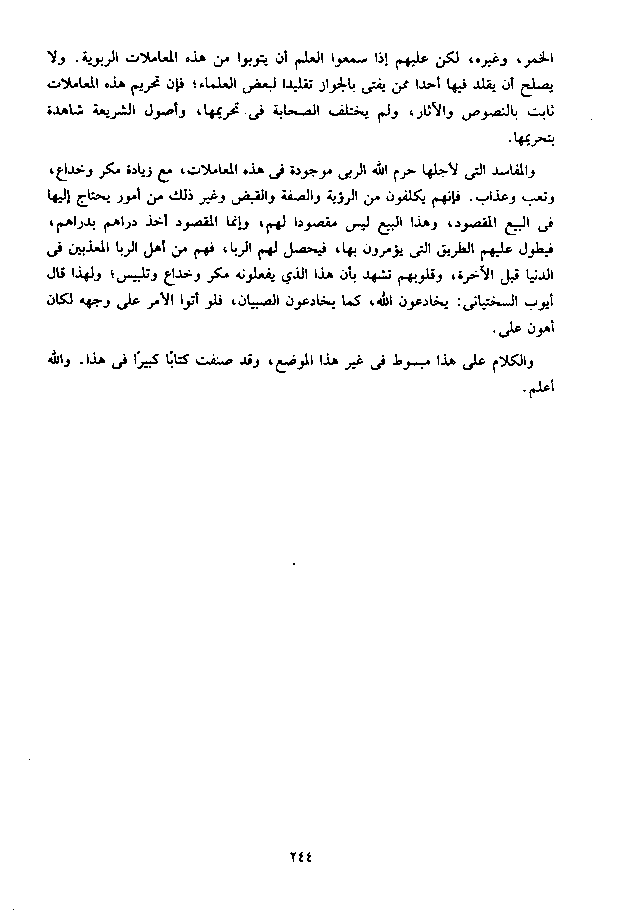 الخمر، وغيره، لكن عليهم إذا سمعوا العلم أن يتوبوا من هذه المعاملات الربوية. ولا
يصلح أن يقلد فيها أحدا ممن يفتى بالجواز تقليدا لبعض العلماء؛ فإن تحريم هذه المعاملات
ثابت بالنصوص والآثار، ولم يختلف الصحابة فى تحريمها، وأصول الشريعة شاهدة
بتحريمها.
والمفاسد التى لأجلها حرم الله الربى موجودة فى هذه المعاملات، مع زيادة مكر وخداع،
وتعب وعذاب. فإنهم يكلفون من الرؤية والصفة والقبض وغير ذلك من أمور يحتاج إليها
فى البيع المقصود، وهذا البيع ليس مقصودا لهم، وإنما المقصود أخذ دراهم بدراهم،
فيطول عليهم الطريق التى يؤمرون بها، فيحصل لهم الربا، فهم من أهل الربا المعذبين فى
الدنيا قبل الآخرة، وقلوبهم تشهد بأن هذا الذي يفعلونه مكر وخداع وتلبيس؛ ولهذا قال
أيوب السختيانى: يخادعون الله، كما يخادعون الصبيان، فلو أتوا الأمر على وجهه لكان
أهون على.
والكلام على هذا مبسوط فى غير هذا الموضع، وقد صنفت كتابًا كبيرًا فى هذا. والله
أعلم.
٢٤٤